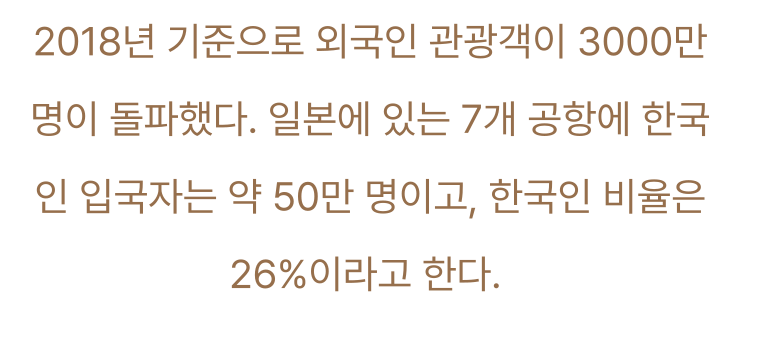 2018년 기준으로 외국인 관광객이 3000만
명이 돌파했다. 일본에 있는 7개 공항에 한국
인 입국자는 약 50만 명이고, 한국인 비율은
26%이라고 한다.